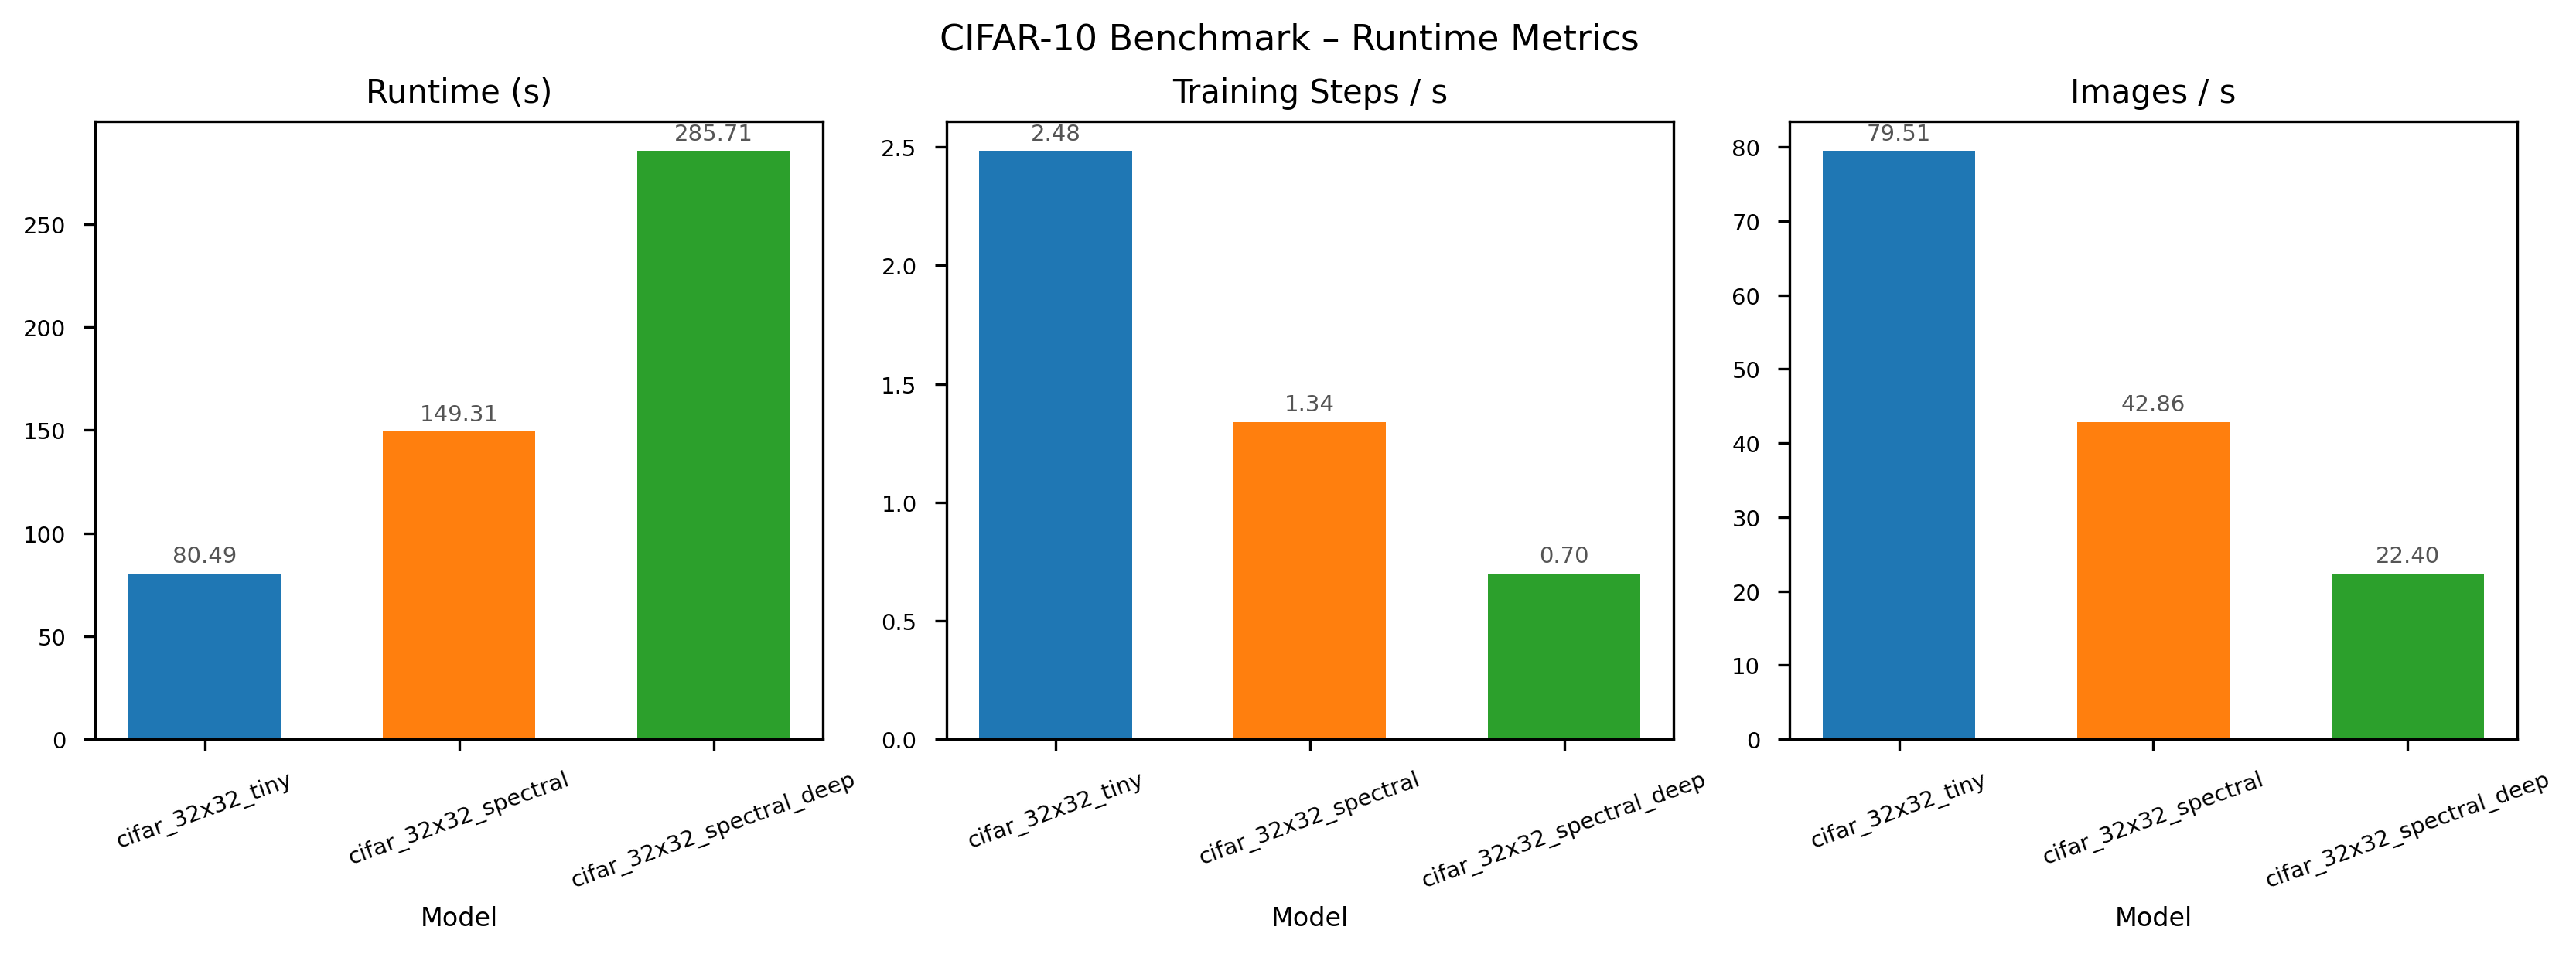 CIFAR-10 Benchmark – Runtime Metrics
Runtime (s)
285.71
250
200
149.31
150
100
80.49
50
0
cifar_32x32_tiny
cifar_32x32_spectral
cifar_32x32_spectral_deep
Model
Training Steps / s
2.48
2.5
2.0
1.5
1.34
1.0
0.70
0.5
0.0
cifar_32x32_tiny
cifar_32x32_spectral
cifar_32x32_spectral_deep
Model
Images / s
79.51
80
70
60
50
42.86
40
30
22.40
20
10
0
cifar_32x32_tiny
cifar_32x32_spectral
cifar_32x32_spectral_deep
Model